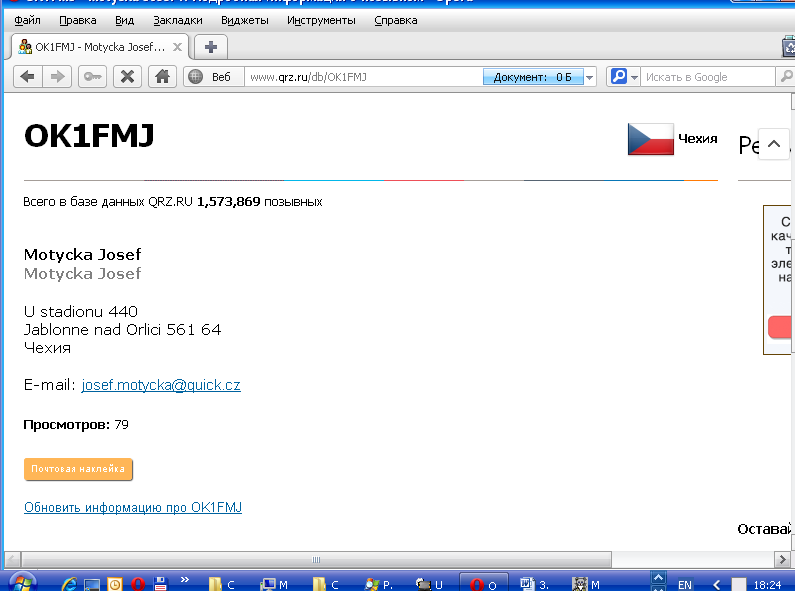 Файл Правка Вид Закладки Виджеты Инструменты Справка
OK1FMJ - Motycka Josef...
Веб www.qrz.ru/db/OK1FMJ Документ: 0 Б Искать в Google
OK1FMJ
Чехия
Всего в базе данных QRZ.RU 1,573,869 позывных
Motycka Josef
Motycka Josef
U stadionu 440
Jablonne nad Orlici 561 64
Чехия
E-mail: josef.motycka@quick.cz
Просмотров: 79
Почтовая наклейка
Обновить информацию про OK1FMJ
C M C P. U O 3. M EN 18:24